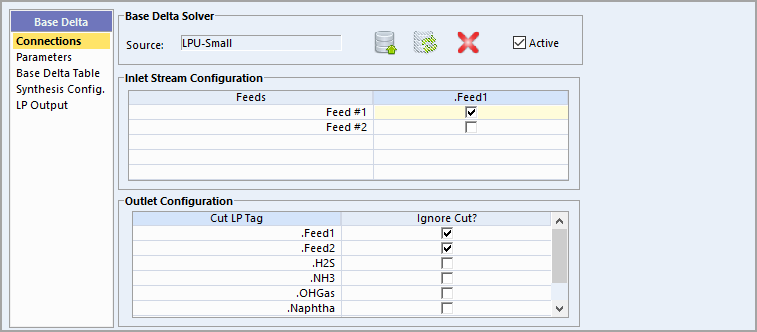 Base Delta
Connections
Parameters
Base Delta Table
Synthesis Config.
LP Output
Base Delta Solver
Source: LPU-Small Active
Inlet Stream Configuration
Feeds .Feed1
Feed #1
Feed #2
Outlet Configuration
Cut LP Tag Ignore Cut?
.Feed1
.Feed2
.H2S
.NH3
.OHGas
.Naphtha